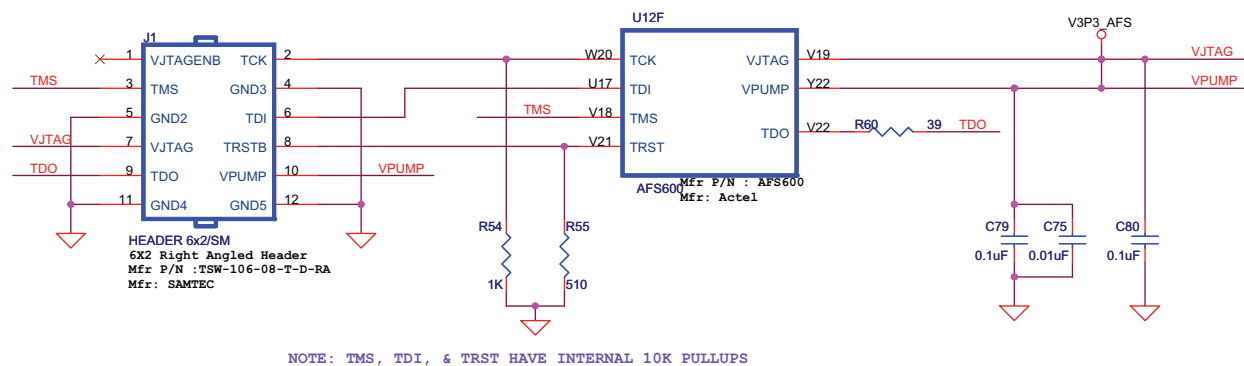 J1
1 VJTAGENB TCK 2
TMS 3 TMS GND3 4
5 GND2 TDI 6
VJTAG 7 VJTAG TRSTB 8
TDO 9 TDO VPUMP 10 VPUMP
11 GND4 GND5 12
HEADER 6x2/SM
6X2 Right Angled Header
Mfr P/N :TSW-106-08-T-D-RA
Mfr: SAMTEC
R54
1K
R55
510
U12F
W20 TCK VJTAG V19
U17 TDI VPUMP Y22
TMS V18 TMS
TDO V22 R60 39 TDO
V21 TRST
AFS600
Mfr P/N : AFS600
Mfr: Actel
V3P3_AFS
VJTAG
VPUMP
C79
0.1uF
C75
0.01uF
C80
0.1uF
NOTE: TMS, TDI, & TRST HAVE INTERNAL 10K PULLUPS